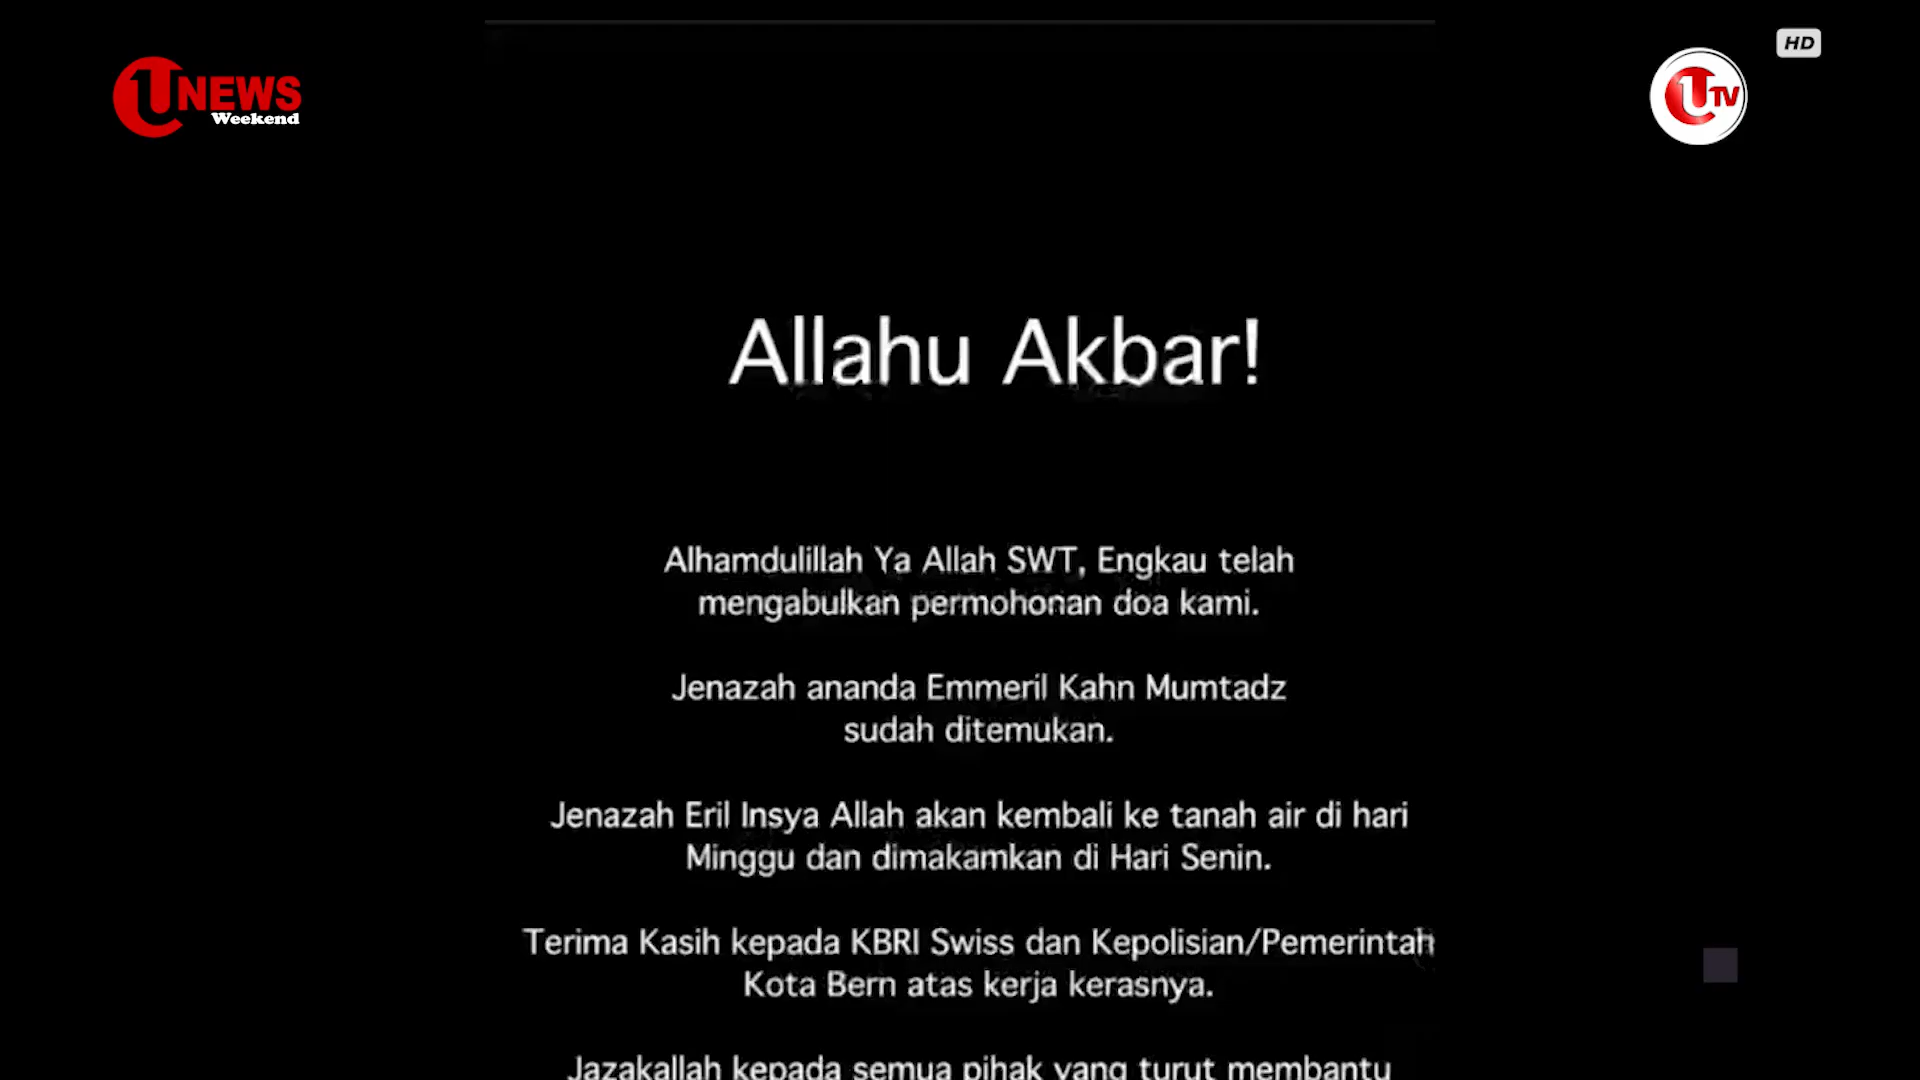 UNEWS
Weekend
UTV
HD
Allahu Akbar!
Alhamdulillah Ya Allah SWT, Engkau telah
mengabulkan permohonan doa kami.
Jenazah ananda Emmeril Kahn Mumtadz
sudah ditemukan.
Jenazah Eril Insya Allah akan kembali ke tanah air di hari
Minggu dan dimakamkan di Hari Senin.
Terima Kasih kepada KBRI Swiss dan Kepolisian/Pemerintah
Kota Bern atas kerja kerasnya.
Jazakallah kepada semua pihak yang turut membantu